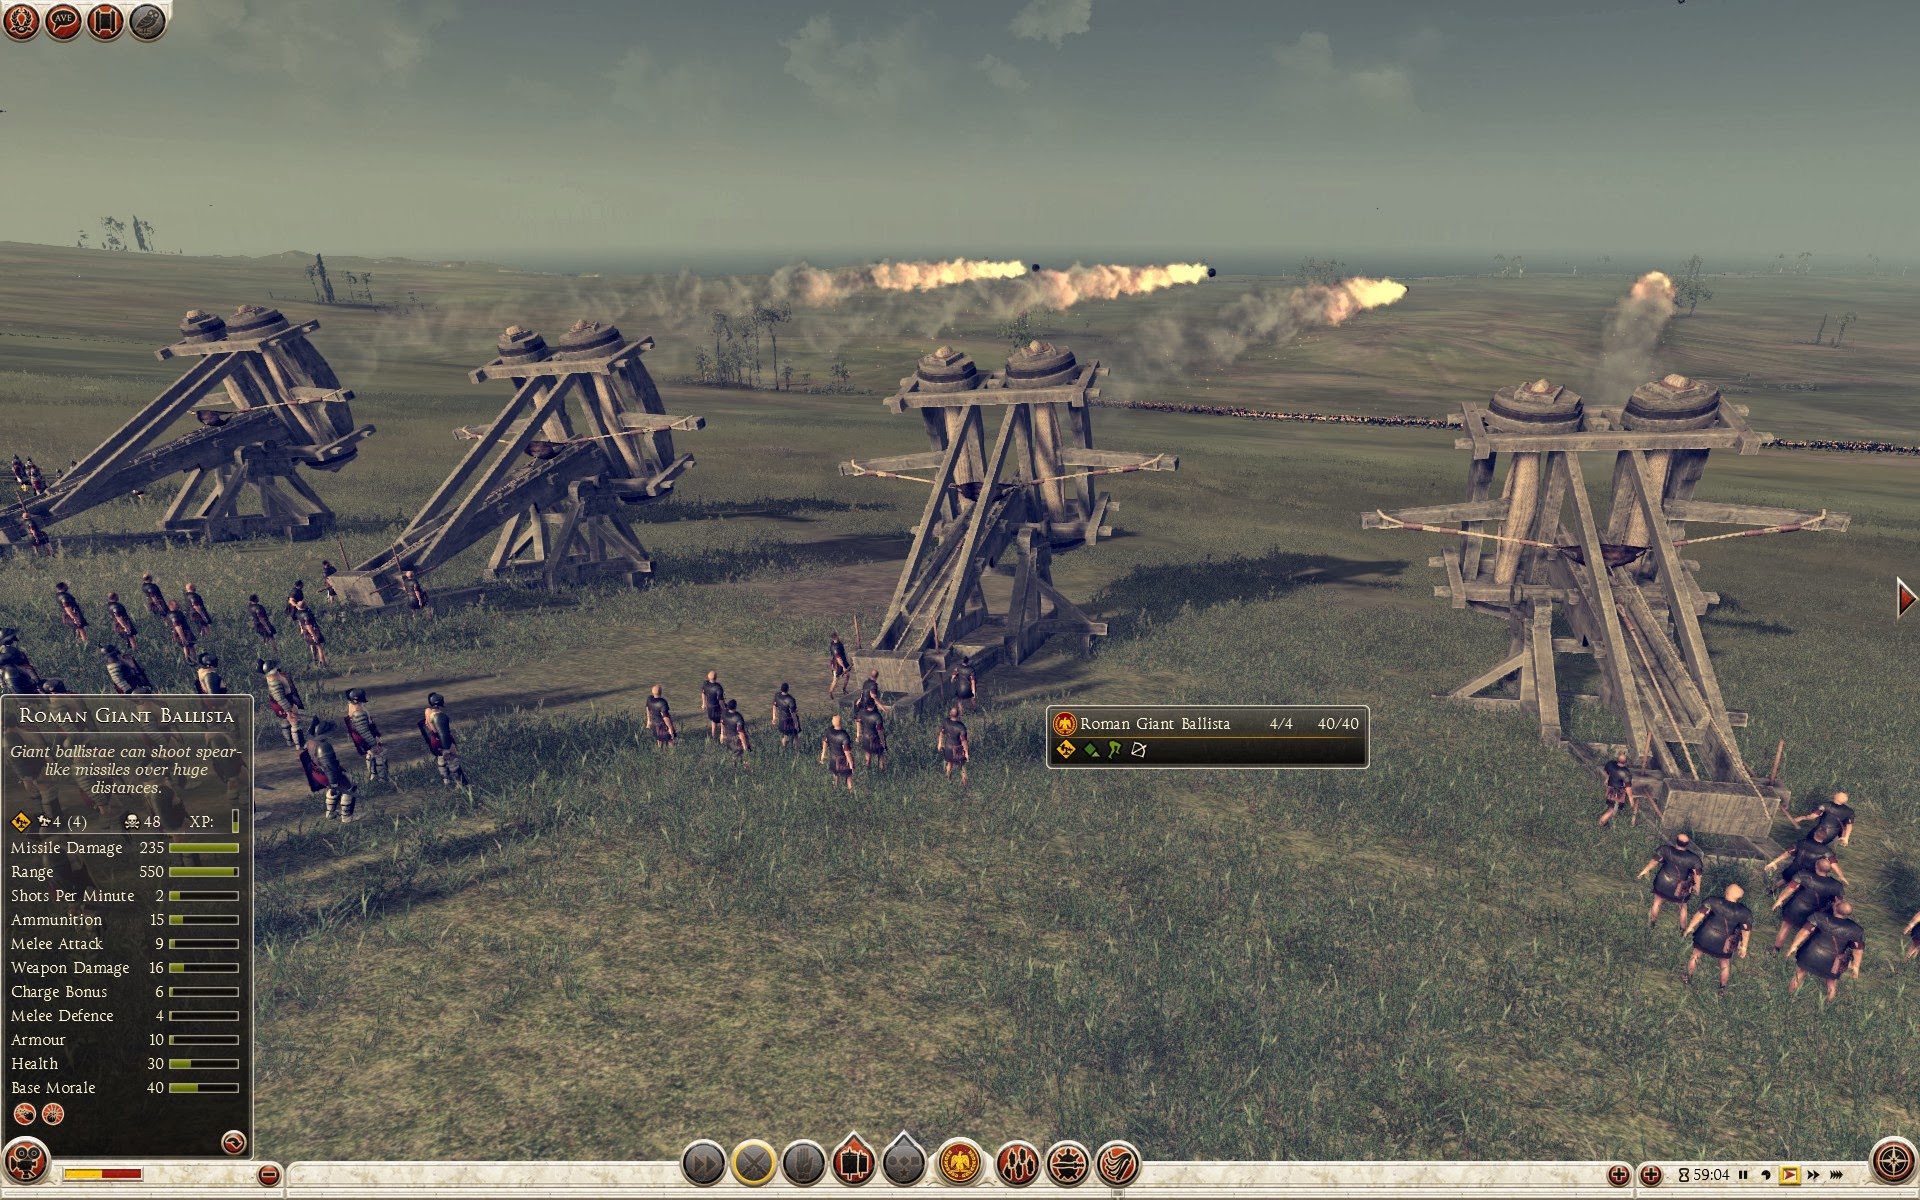 AVE
Roman Giant Ballista 4/4 40/40
Roman Giant Ballista
Giant ballistae can shoot spear-
like missiles over huge
distances.
4 (4) 48 XP:
Missile Damage 235
Range 550
Shots Per Minute 2
Ammunition 15
Melee Attack 9
Weapon Damage 16
Charge Bonus 6
Melee Defence 4
Armour 10
Health 30
Base Morale 40
59:04